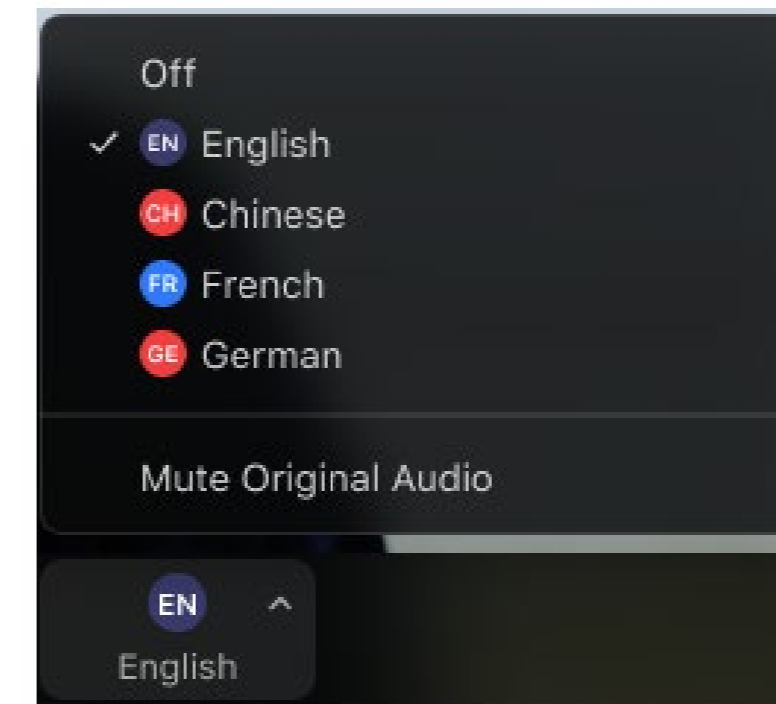 Off
EN English
CH Chinese
FR French
GE German
Mute Original Audio
EN
English